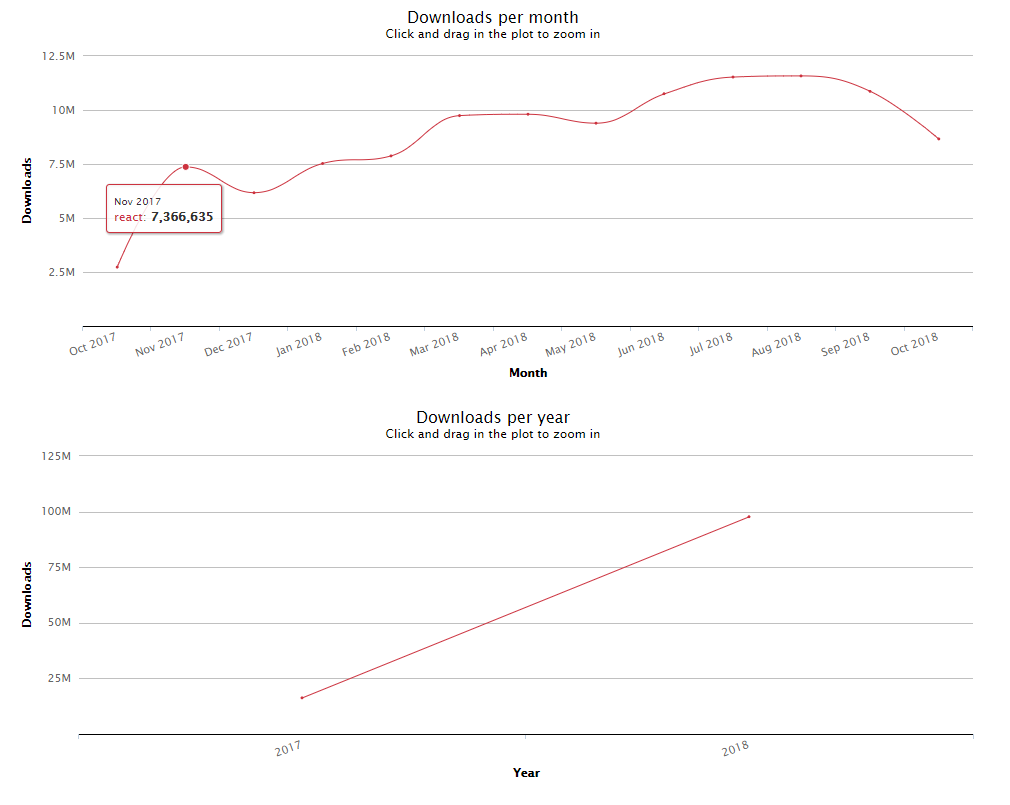 Downloads per month
Click and drag in the plot to zoom in
12.5M
10M
7.5M
5M
2.5M
Downloads
Nov 2017
react: 7,366,635
Oct 2017
Nov 2017
Dec 2017
Jan 2018
Feb 2018
Mar 2018
Apr 2018
May 2018
Jun 2018
Jul 2018
Aug 2018
Sep 2018
Oct 2018
Month
Downloads per year
Click and drag in the plot to zoom in
125M
100M
75M
50M
25M
Downloads
2017
2018
Year